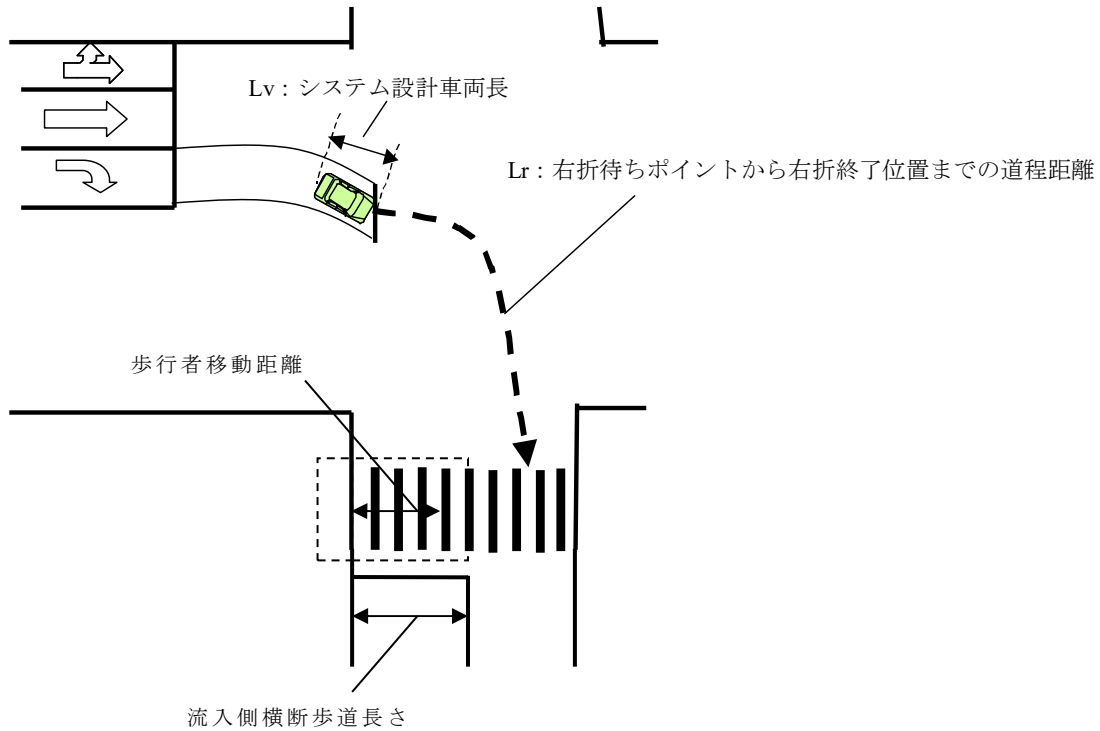 Lv：システム設計車両長
Lr：右折待ちポイントから右折終了位置までの道程距離
歩行者移動距離
流入側横断歩道長さ